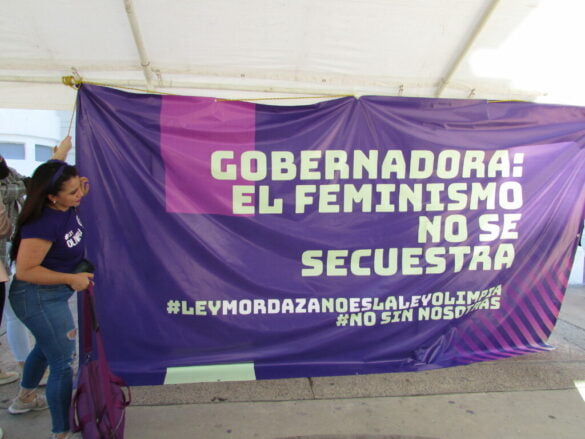 GOBERNADORA:
EL FEMINISMO
NO SE
SECUESTRA
#LEYMORDAZANOESLALEYOLIMPIA
#NO SIN NOSOTRAS